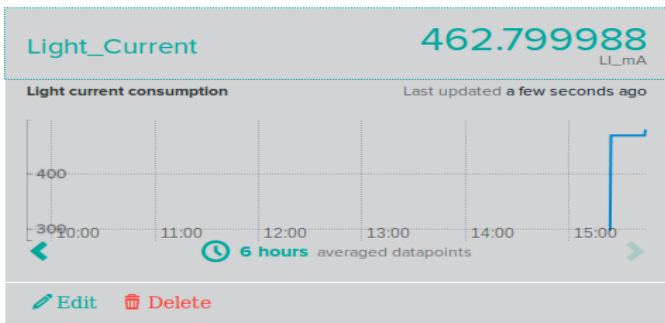 Light_Current
462.799988
LI_mA
Light current consumption
Last updated a few seconds ago
400
300
10:00 11:00 12:00 13:00 14:00 15:00
6 hours averaged datapoints
Edit Delete